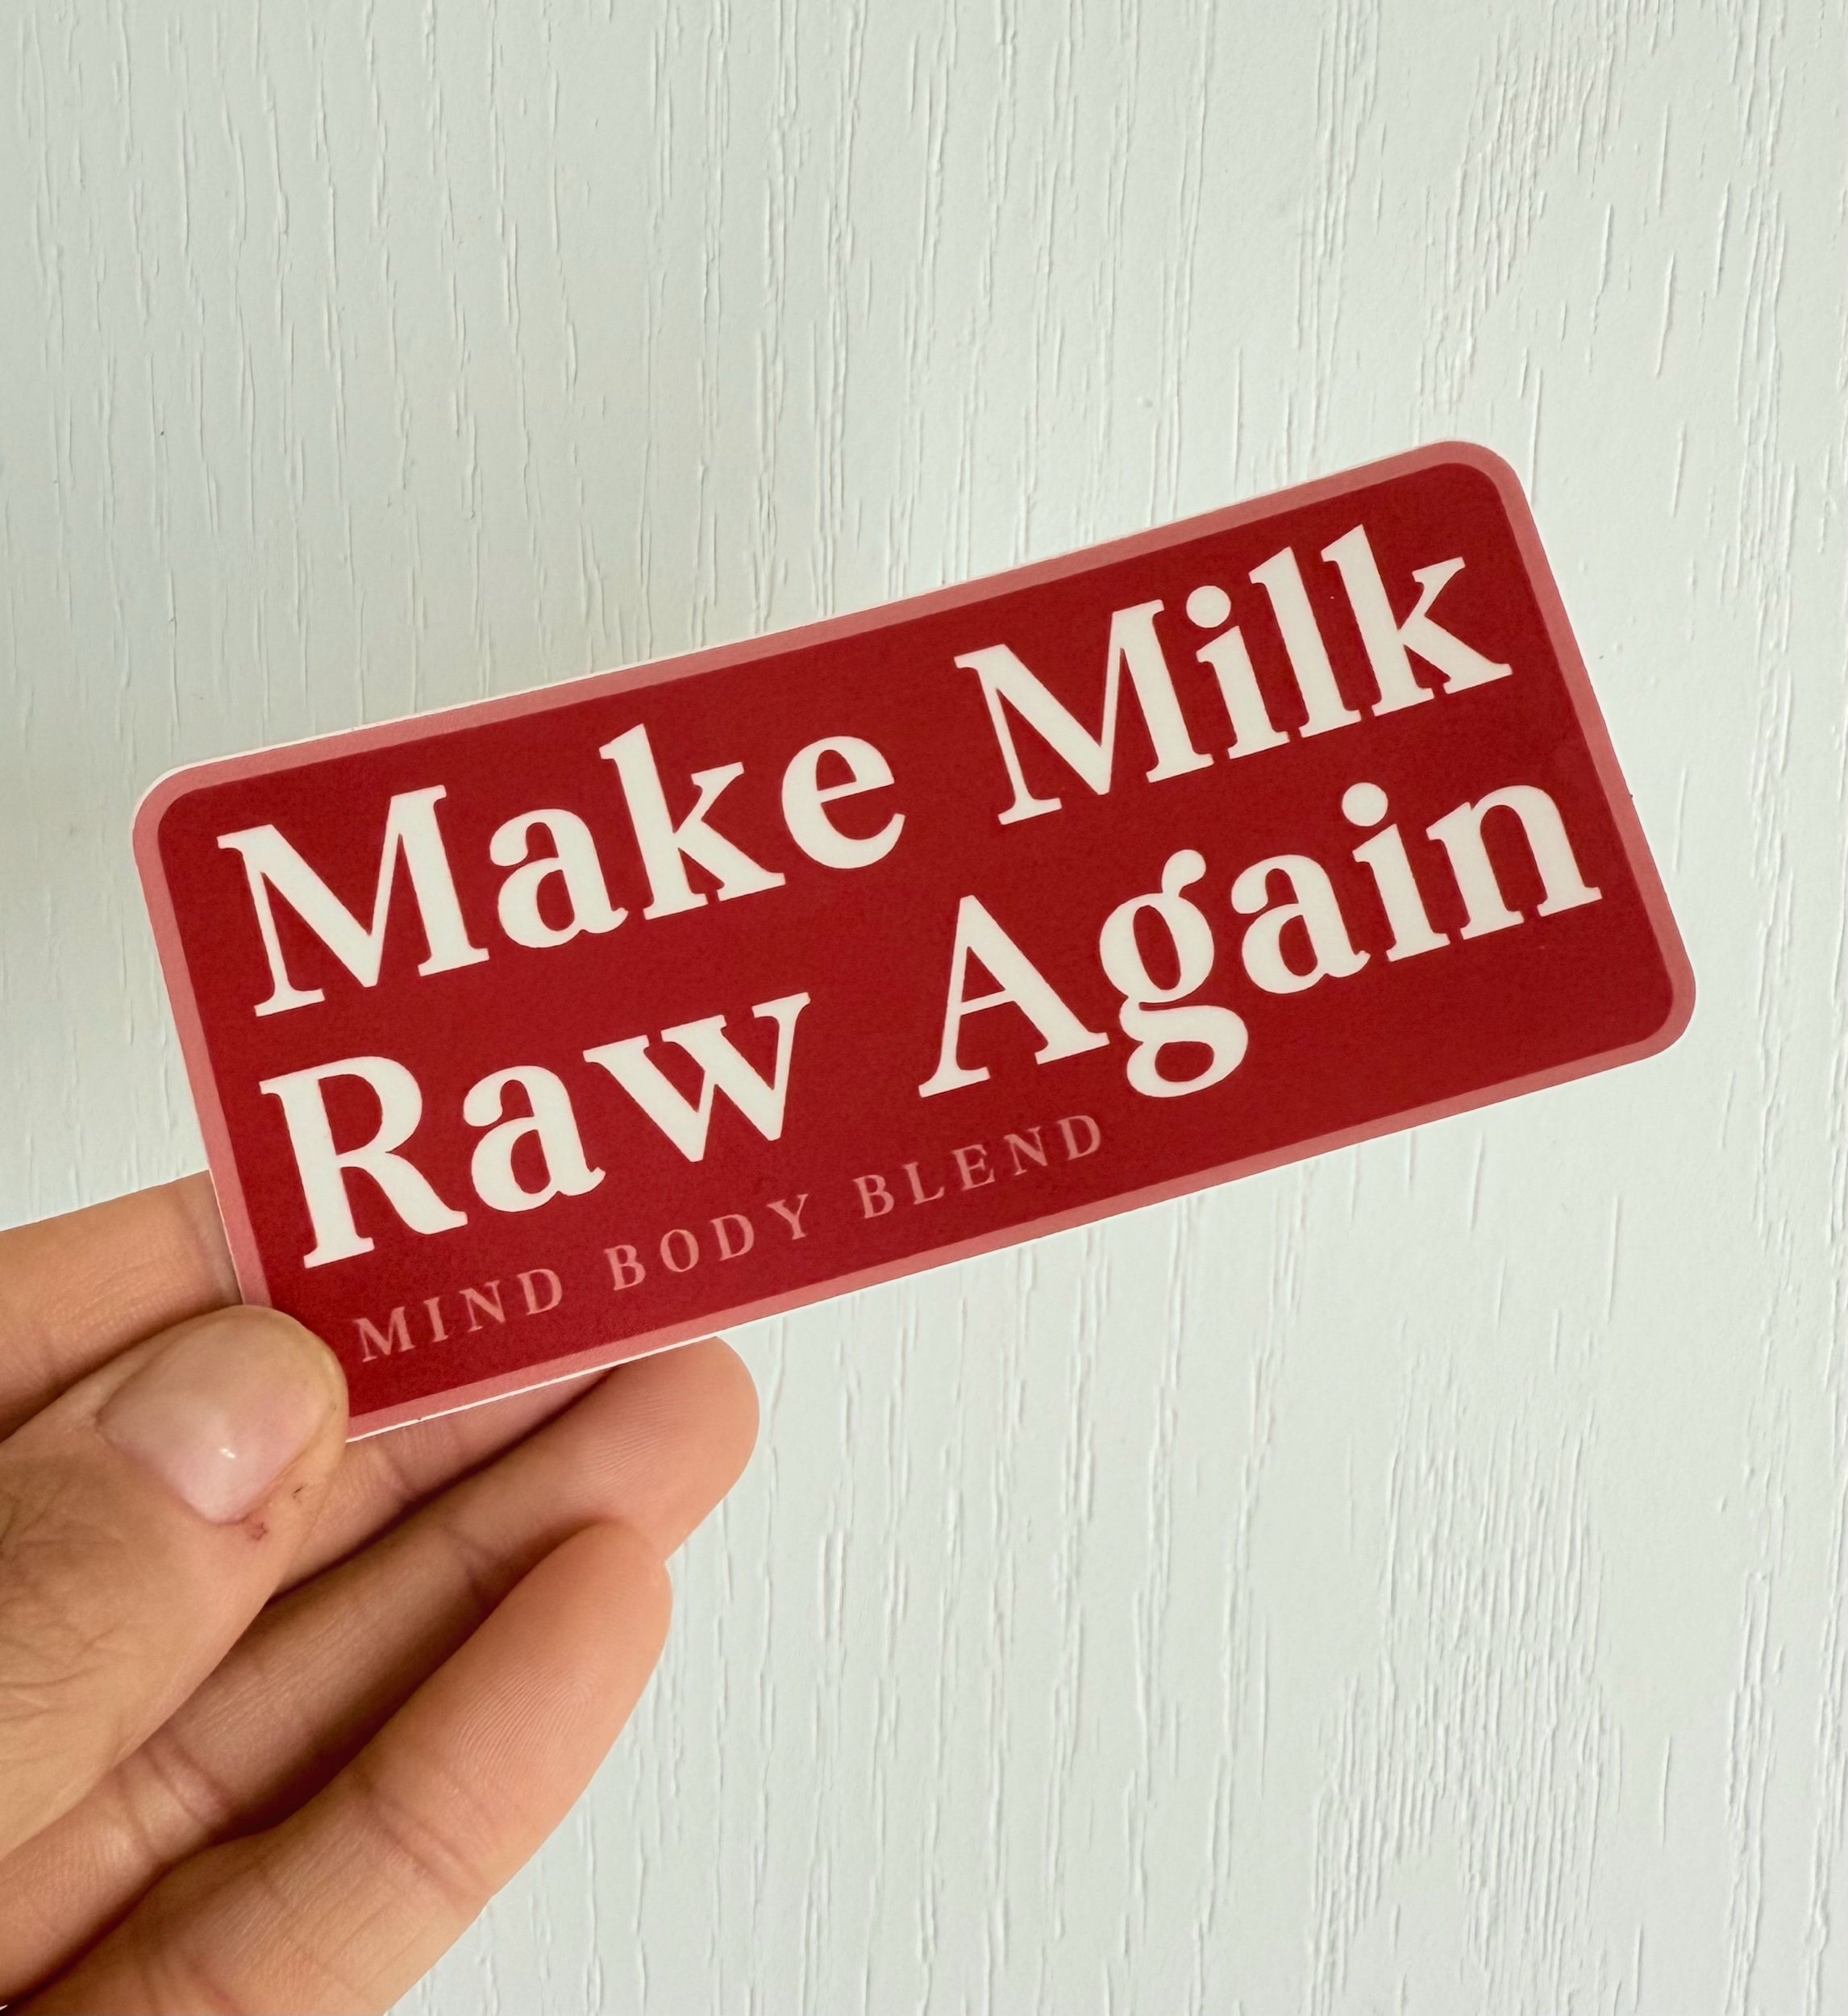 Make Milk
Raw Again
MIND BODY BLEND